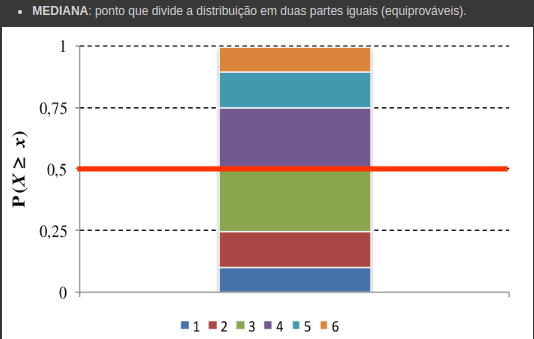 • MEDIANA: ponto que divide a distribuição em duas partes iguais (equiprováveis).
1
0,75
0,5
0,25
0
P(X ≥ x)
1 2 3 4 5 6